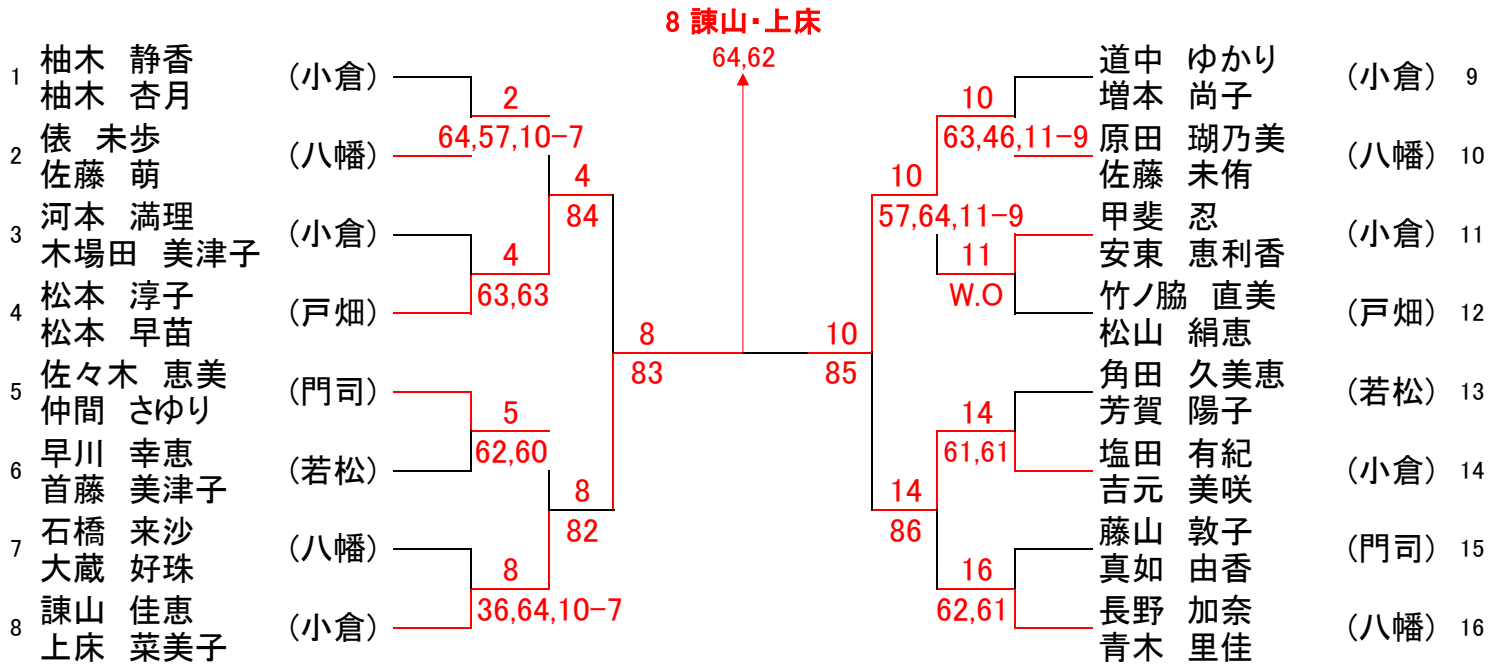 8 諌山・上床
64,62
1 柚木 静香 (小倉)
柚木 杏月
2
64,57,10-7
2 俵 未歩 (八幡)
佐藤 萌
4
84
3 河本 満理 (小倉)
木場田 美津子
4
63,63
4 松本 淳子 (戸畑)
松本 早苗
8
83
5 佐々木 恵美 (門司)
仲間 さゆり
5
62,60
6 早川 幸恵 (若松)
首藤 美津子
8
82
7 石橋 来沙 (八幡)
大蔵 好珠
8
36,64,10-7
8 諌山 佳恵 (小倉)
上床 菜美子
道中 ゆかり (小倉) 9
増本 尚子
10
63,46,11-9
原田 瑚乃美 (八幡) 10
佐藤 未侑
10
57,64,11-9
甲斐 忍 (小倉) 11
安東 恵利香
11
W.O
竹ノ脇 直美 (戸畑) 12
松山 絹恵
10
85
角田 久美恵 (若松) 13
芳賀 陽子
14
61,61
塩田 有紀 (小倉) 14
吉元 美咲
14
86
藤山 敦子 (門司) 15
真如 由香
16
62,61
長野 加奈 (八幡) 16
青木 里佳